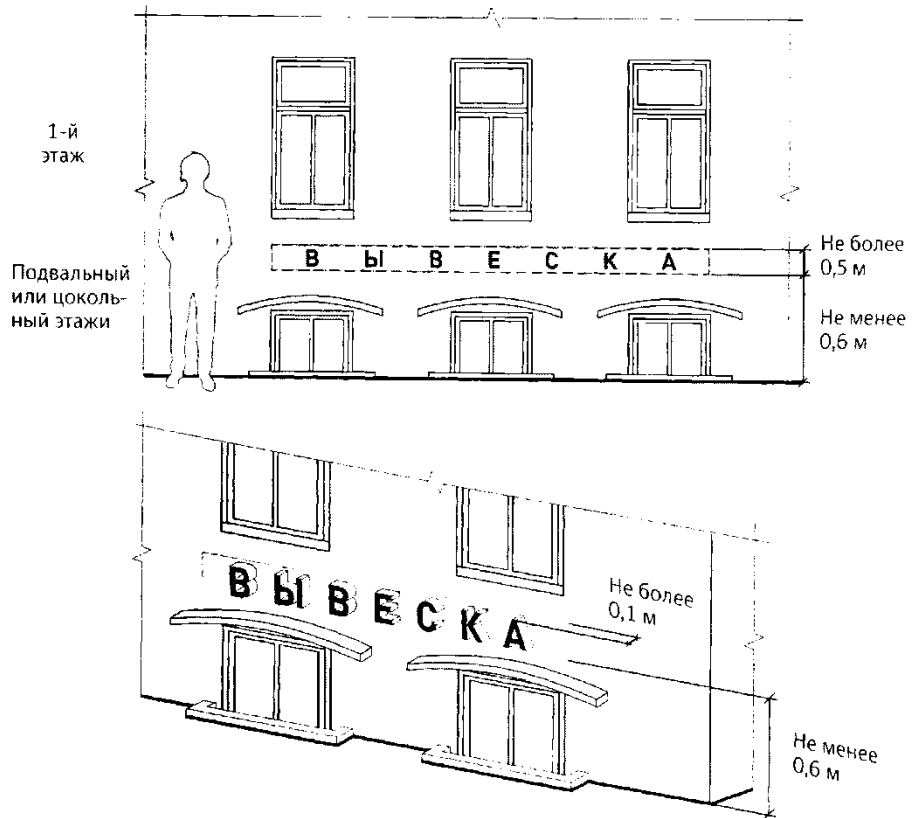 1-й
этаж
Не более
0,5 м
В Ы В Е С К А
Подвальный
или цоколь-
ный этажи
Не менее
0,6 м
Не более
0,1 м
ВЫВЕСКА
Не менее
0,6 м